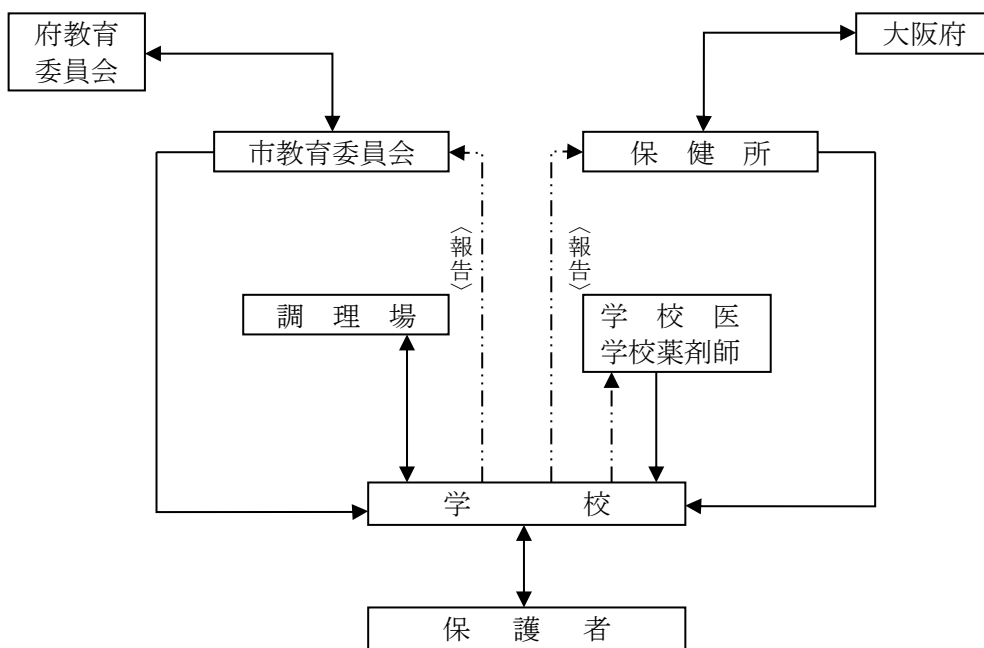 府教育
委員会
大阪府
市教育委員会
保　健　所
〈報告〉
〈報告〉
調　理　場
学　校　医
学校薬剤師
学　　　校
保　護　者